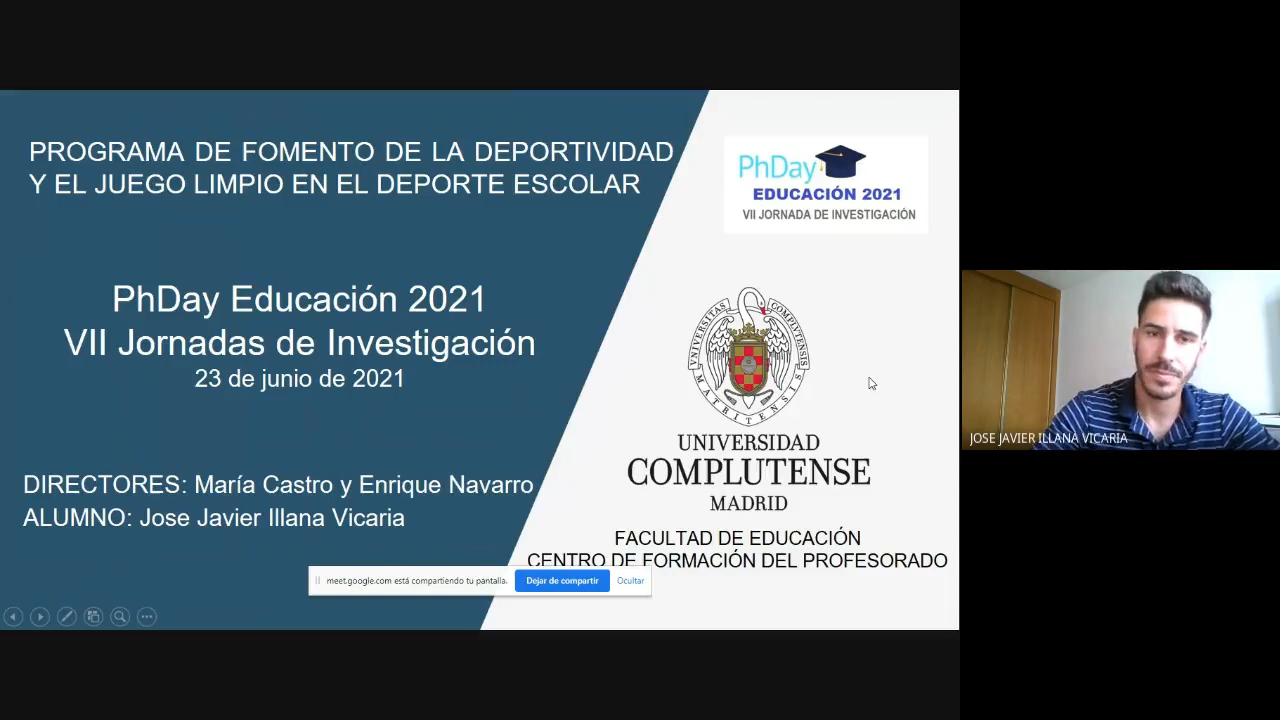 PROGRAMA DE FOMENTO DE LA DEPORTIVIDAD
Y EL JUEGO LIMPIO EN EL DEPORTE ESCOLAR
PhDay Educación 2021
VII Jornadas de Investigación
23 de junio de 2021
DIRECTORES: María Castro y Enrique Navarro
ALUMNO: Jose Javier Illana Vicaria
PhDay
EDUCACIÓN 2021
VII JORNADA DE INVESTIGACIÓN
UNIVERSITAS COMPLUTENSIS
MATRITENSIS
UNIVERSIDAD
COMPLUTENSE
MADRID
FACULTAD DE EDUCACIÓN
CENTRO DE FORMACIÓN DEL PROFESORADO
meet.google.com está compartiendo tu pantalla.
Dejar de compartir
Ocultar
JOSE JAVIER ILLANA VICARIA